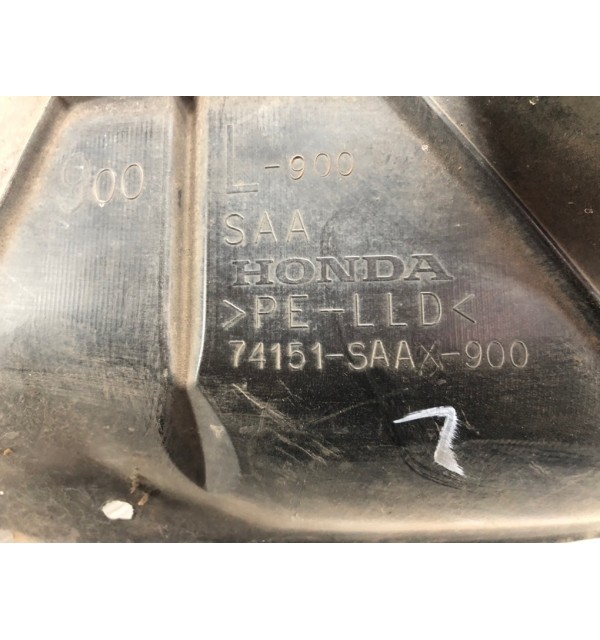 900
L-900
SAA
HONDA
>PE-LLD<
74151-SAAX-900